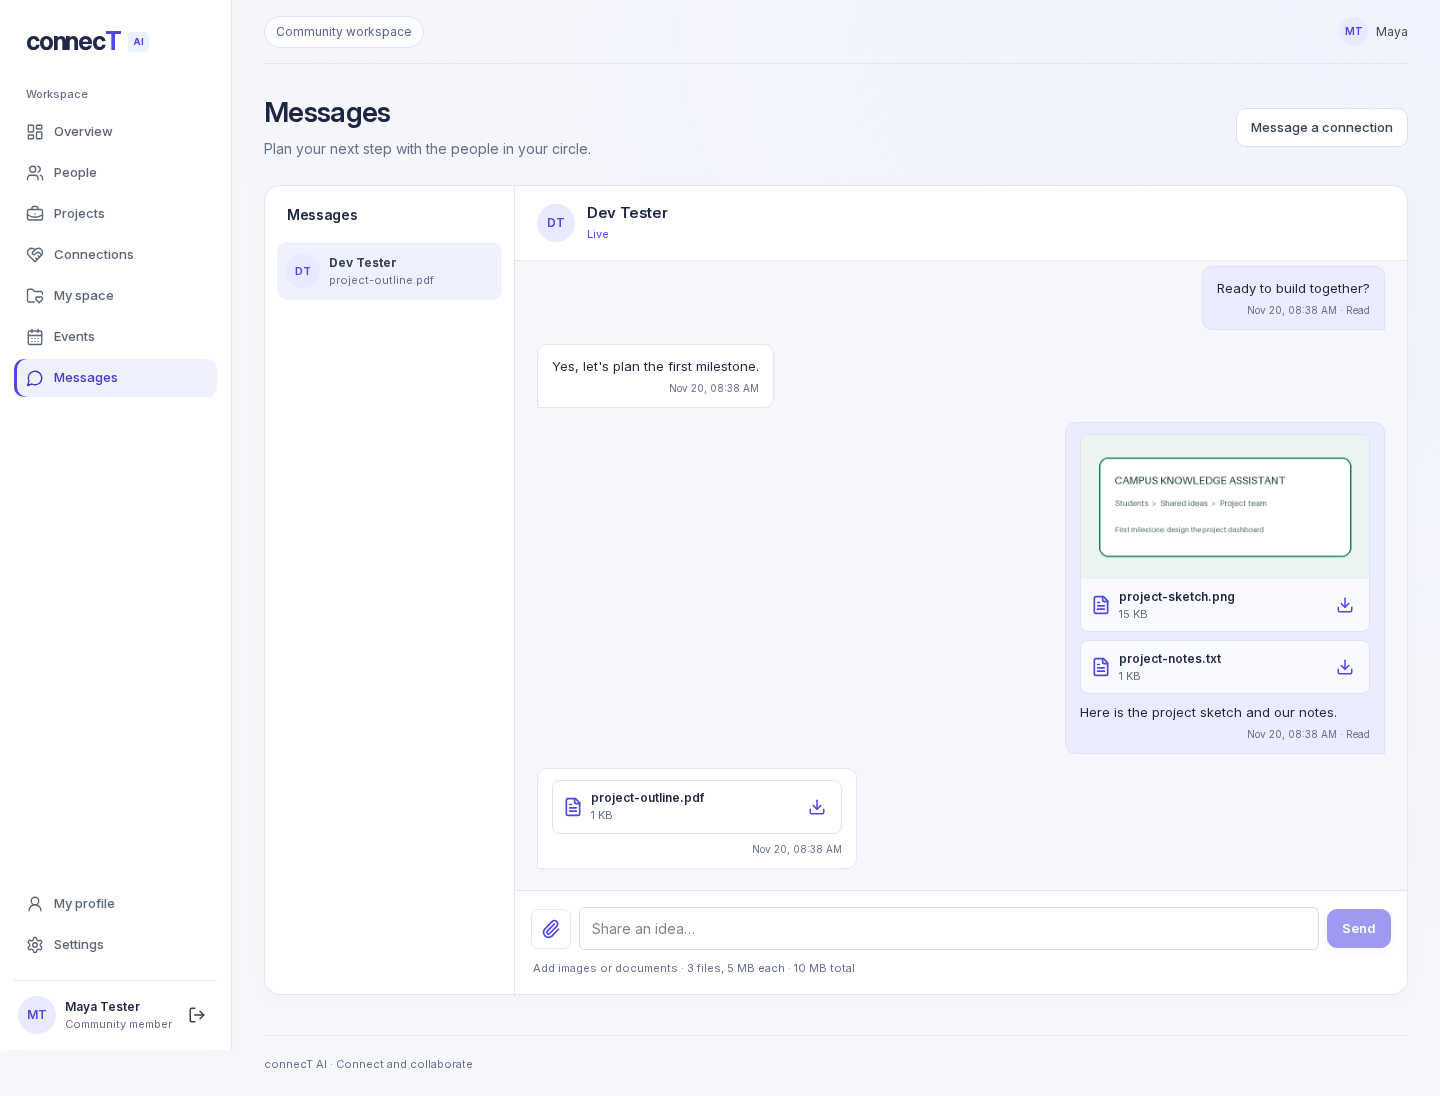 connecT AI
Workspace
Overview
People
Projects
Connections
My space
Events
Messages
My profile
Settings
MT
Maya Tester
Community member
Community workspace
MT Maya
Messages
Plan your next step with the people in your circle.
Message a connection
Messages
DT
Dev Tester
project-outline.pdf
DT
Dev Tester
Live
Ready to build together?
Nov 20, 08:38 AM · Read
Yes, let's plan the first milestone.
Nov 20, 08:38 AM
CAMPUS KNOWLEDGE ASSISTANT
Students > Shared ideas > Project team
First milestone: design the project dashboard
project-sketch.png
15 KB
project-notes.txt
1 KB
Here is the project sketch and our notes.
Nov 20, 08:38 AM · Read
project-outline.pdf
1 KB
Nov 20, 08:38 AM
Share an idea...
Send
Add images or documents · 3 files, 5 MB each · 10 MB total
connecT AI · Connect and collaborate